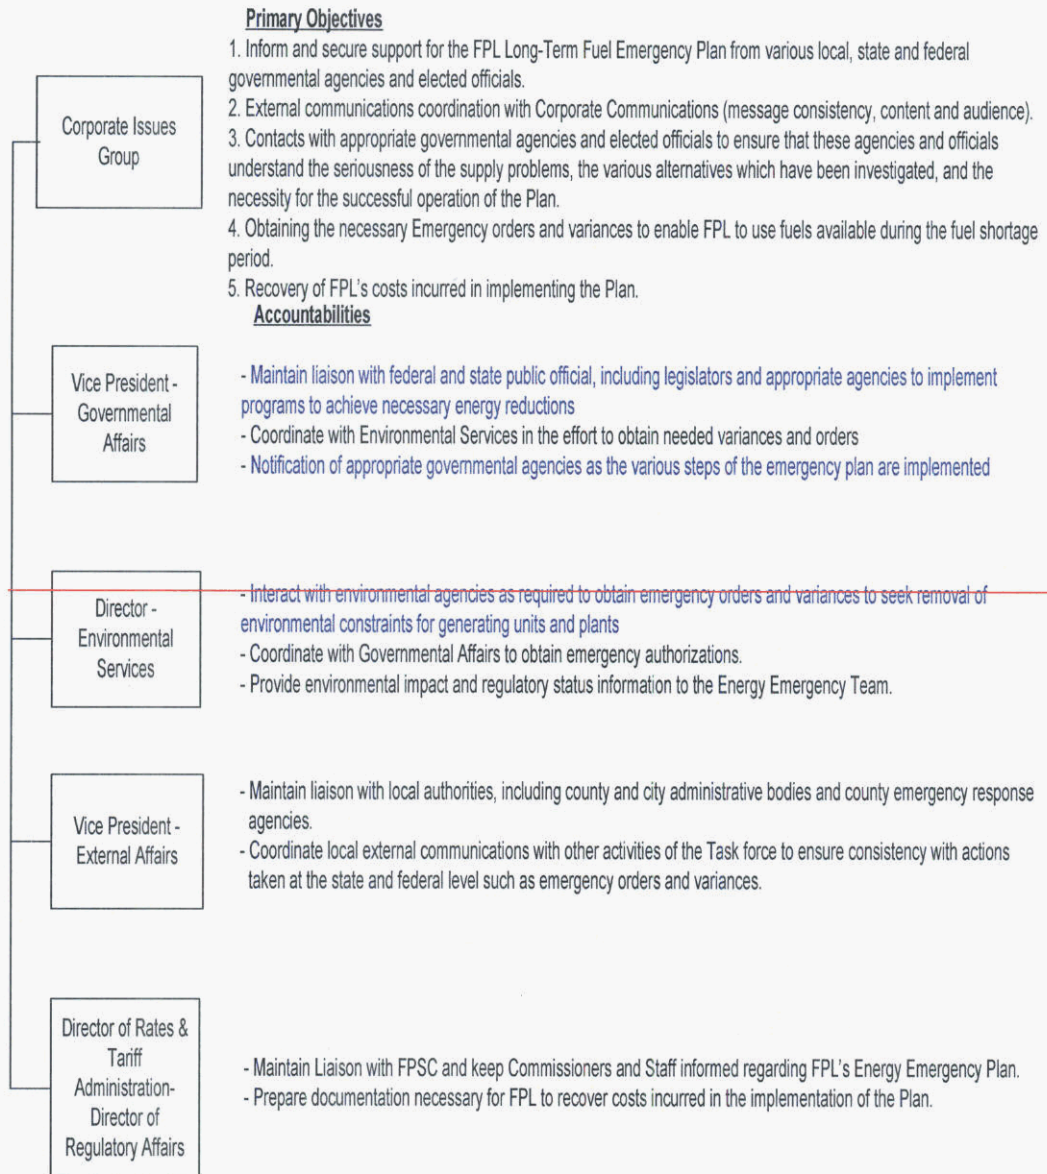 Primary Objectives
1. Inform and secure support for the FPL Long-Term Fuel Emergency Plan from various local, state and federal
governmental agencies and elected officials.
2. External communications coordination with Corporate Communications (message consistency, content and audience).
3. Contacts with appropriate governmental agencies and elected officials to ensure that these agencies and officials
understand the seriousness of the supply problems, the various alternatives which have been investigated, and the
necessity for the successful operation of the Plan.
4. Obtaining the necessary Emergency orders and variances to enable FPL to use fuels available during the fuel shortage
period.
5. Recovery of FPL's costs incurred in implementing the Plan.
Corporate Issues
Group
Accountabilities
Vice President -
Governmental
Affairs
- Maintain liaison with federal and state public official, including legislators and appropriate agencies to implement
programs to achieve necessary energy reductions
- Coordinate with Environmental Services in the effort to obtain needed variances and orders
- Notification of appropriate governmental agencies as the various steps of the emergency plan are implemented
Director -
Environmental
Services
- Interact with environmental agencies as required to obtain emergency orders and variances to seek removal of
environmental constraints for generating units and plants
- Coordinate with Governmental Affairs to obtain emergency authorizations.
- Provide environmental impact and regulatory status information to the Energy Emergency Team.
Vice President -
External Affairs
- Maintain liaison with local authorities, including county and city administrative bodies and county emergency response
agencies.
- Coordinate local external communications with other activities of the Task force to ensure consistency with actions
taken at the state and federal level such as emergency orders and variances.
Director of Rates &
Tariff
Administration-
Director of
Regulatory Affairs
- Maintain Liaison with FPSC and keep Commissioners and Staff informed regarding FPL's Energy Emergency Plan.
- Prepare documentation necessary for FPL to recover costs incurred in the implementation of the Plan.